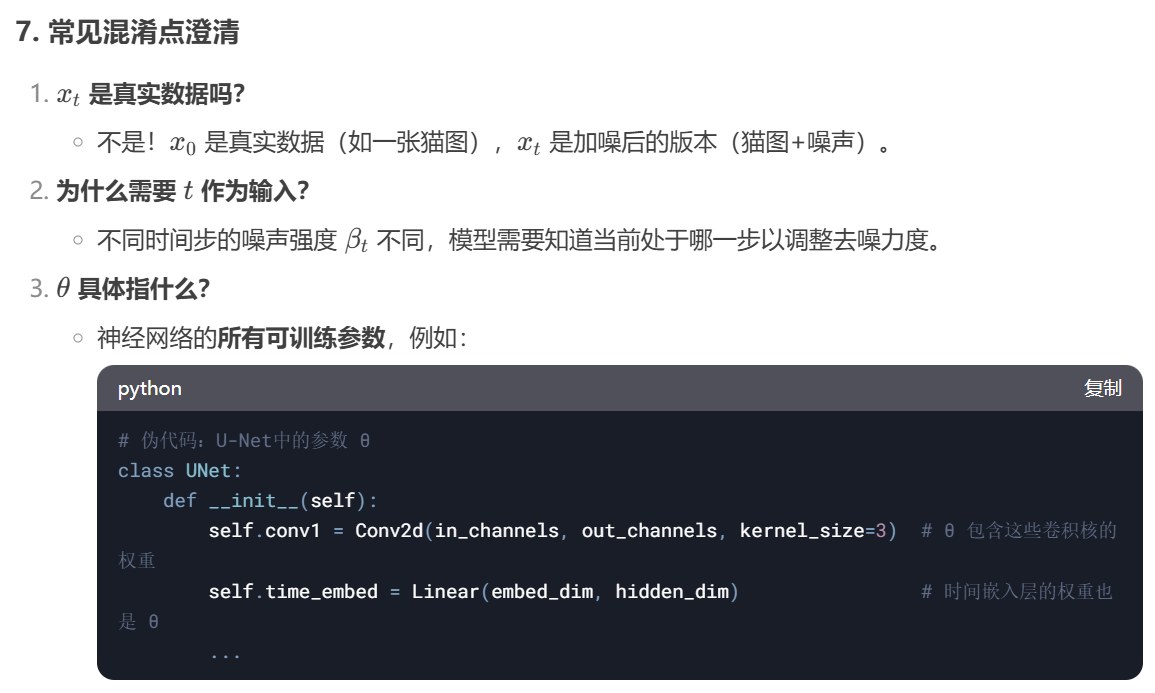 7. 常见混淆点澄清
1. xₜ 是真实数据吗？
○ 不是！x₀ 是真实数据（如一张猫图），xₜ 是加噪后的版本（猫图+噪声）。
2. 为什么需要 t 作为输入？
○ 不同时间步的噪声强度 βₜ 不同，模型需要知道当前处于哪一步以调整去噪力度。
3. θ 具体指什么？
○ 神经网络的所有可训练参数，例如：
python 复制
# 伪代码：U-Net中的参数 θ
class UNet:
    def __init__(self):
        self.conv1 = Conv2d(in_channels, out_channels, kernel_size=3)  # θ 包含这些卷积核的
权重
        self.time_embed = Linear(embed_dim, hidden_dim)                # 时间嵌入层的权重也
是 θ
        ...